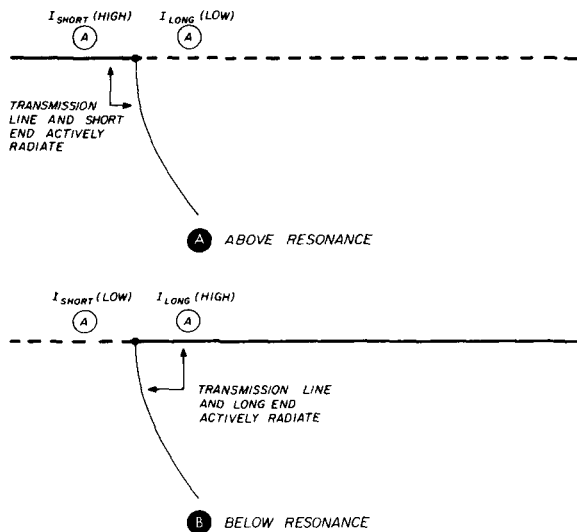 I SHORT (HIGH) I LONG (LOW)
A A
TRANSMISSION
LINE AND SHORT
END ACTIVELY
RADIATE
A ABOVE RESONANCE
I SHORT (LOW) I LONG (HIGH)
A A
TRANSMISSION LINE
AND LONG END
ACTIVELY RADIATE
B BELOW RESONANCE